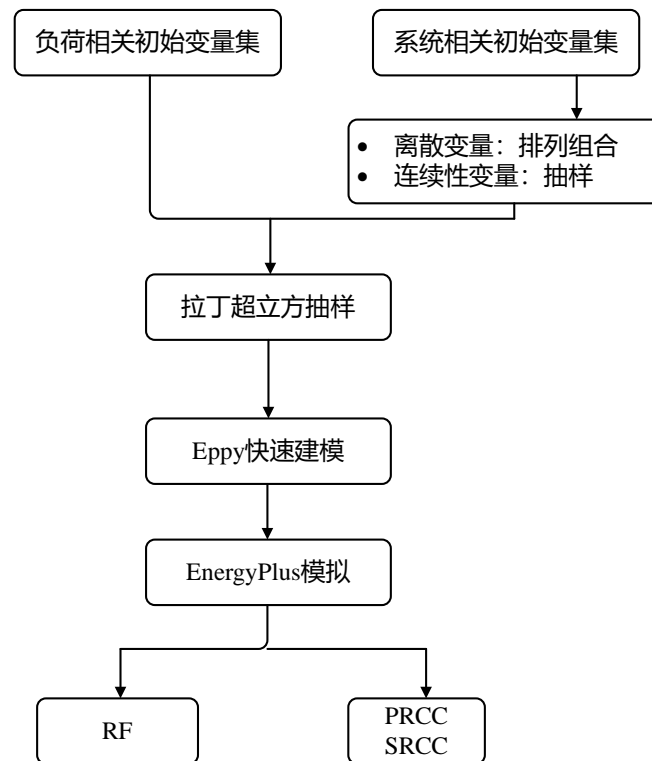 负荷相关初始变量集
系统相关初始变量集
• 离散变量：排列组合
• 连续性变量：抽样
拉丁超立方抽样
Eppy快速建模
EnergyPlus模拟
RF
PRCC
SRCC